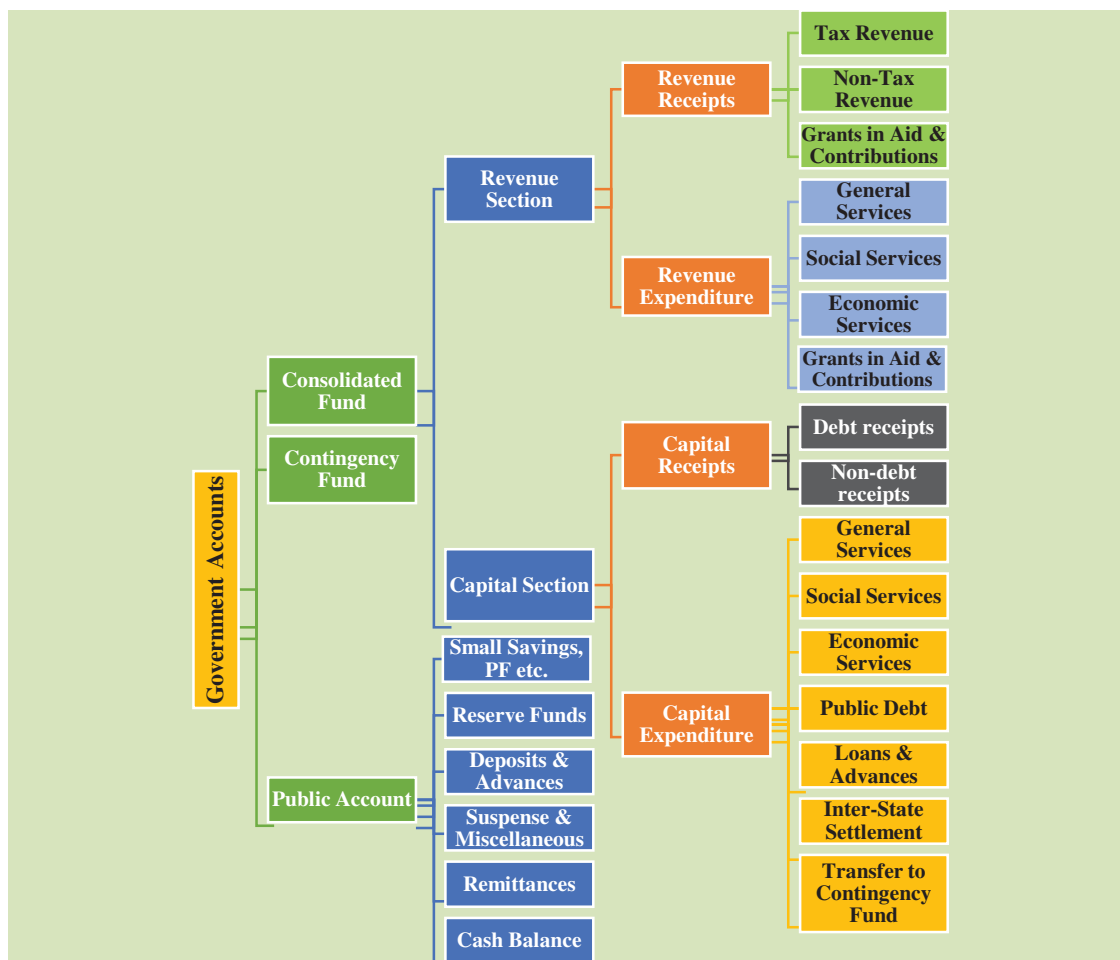 Government Accounts
Consolidated
Fund
Contingency
Fund
Public Account
Revenue
Section
Capital Section
Small Savings,
PF etc.
Reserve Funds
Deposits &
Advances
Suspense &
Miscellaneous
Remittances
Cash Balance
Revenue
Receipts
Revenue
Expenditure
Capital
Receipts
Capital
Expenditure
Tax Revenue
Non-Tax
Revenue
Grants in Aid &
Contributions
General
Services
Social Services
Economic
Services
Grants in Aid &
Contributions
Debt receipts
Non-debt
receipts
General
Services
Social Services
Economic
Services
Public Debt
Loans &
Advances
Inter-State
Settlement
Transfer to
Contingency
Fund